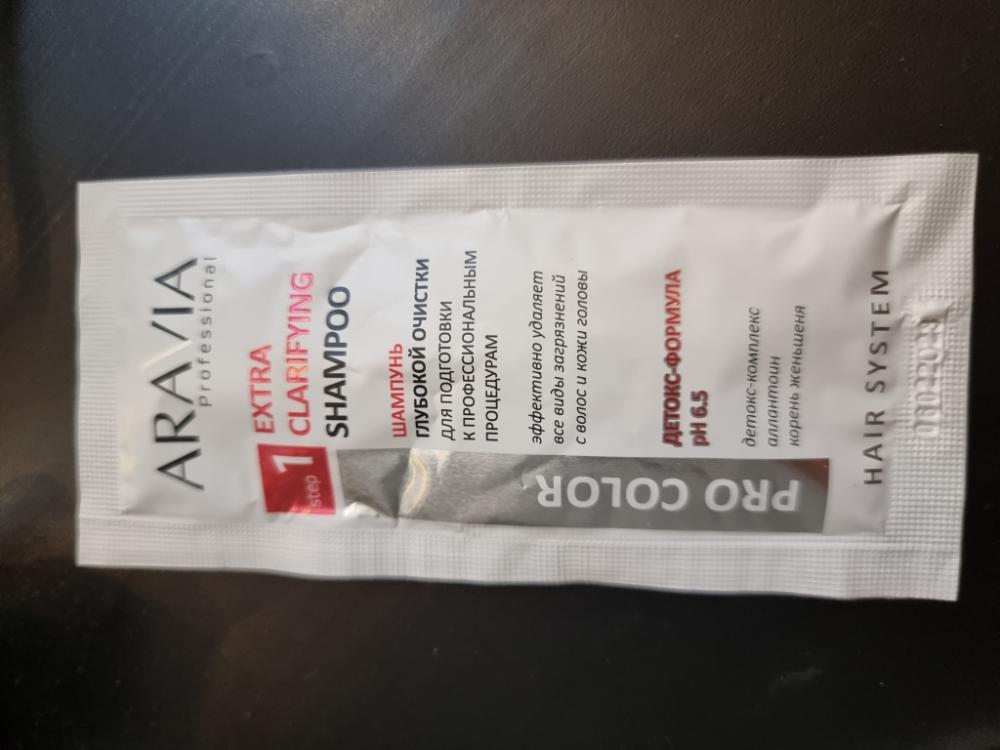 ARAVIA
Professional
step 1
EXTRA
CLARIFYING
SHAMPOO
ШАМПУНЬ
ГЛУБОКОЙ ОЧИСТКИ
ДЛЯ ПОДГОТОВКИ
К ПРОФЕССИОНАЛЬНЫМ
ПРОЦЕДУРАМ
эффективно удаляет
все виды загрязнений
с волос и кожи головы
ДЕТОКС-ФОРМУЛА
pH 6.5
детокс-комплекс
аллантоин
корень женьшеня
PRO COLOR
HAIR SYSTEM